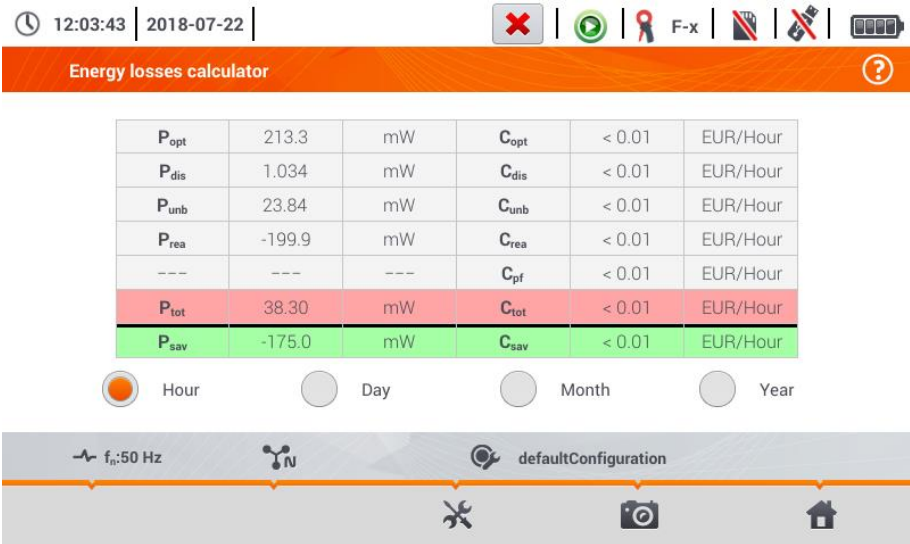 12:03:43 2018-07-22 F-x
Energy losses calculator ?
Popt 213.3 mW Copt < 0.01 EUR/Hour
Pdis 1.034 mW Cdis < 0.01 EUR/Hour
Punb 23.84 mW Cunb < 0.01 EUR/Hour
Prea -199.9 mW Crea < 0.01 EUR/Hour
--- --- --- Cpf < 0.01 EUR/Hour
Ptot 38.30 mW Ctot < 0.01 EUR/Hour
Psav -175.0 mW Csav < 0.01 EUR/Hour
Hour Day Month Year
fn:50 Hz N defaultConfiguration